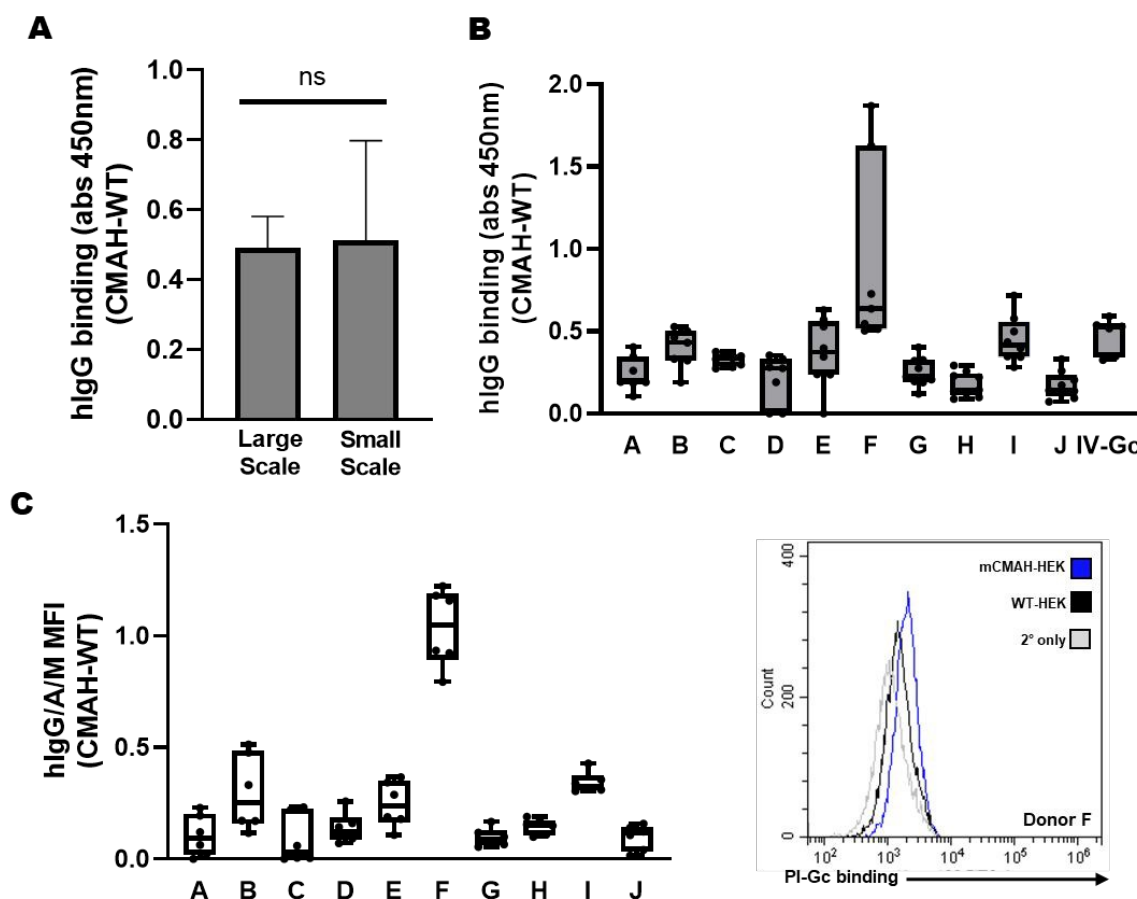 A
hIgG binding (abs 450nm)
(CMAH-WT)
1.0
0.8
0.6
0.4
0.2
0.0
ns
Large
Scale
Small
Scale
B
hIgG binding (abs 450nm)
(CMAH-WT)
2.0
1.5
1.0
0.5
0.0
A B C D E F G H I J IV-Gc
C
hIgG/A/M MFI
(CMAH-WT)
1.5
1.0
0.5
0.0
A B C D E F G H I J
Count
400
200
0
mCMAH-HEK
WT-HEK
2° only
Donor F
10² 10³ 10⁴ 10⁵ 10⁶
PI-Gc binding